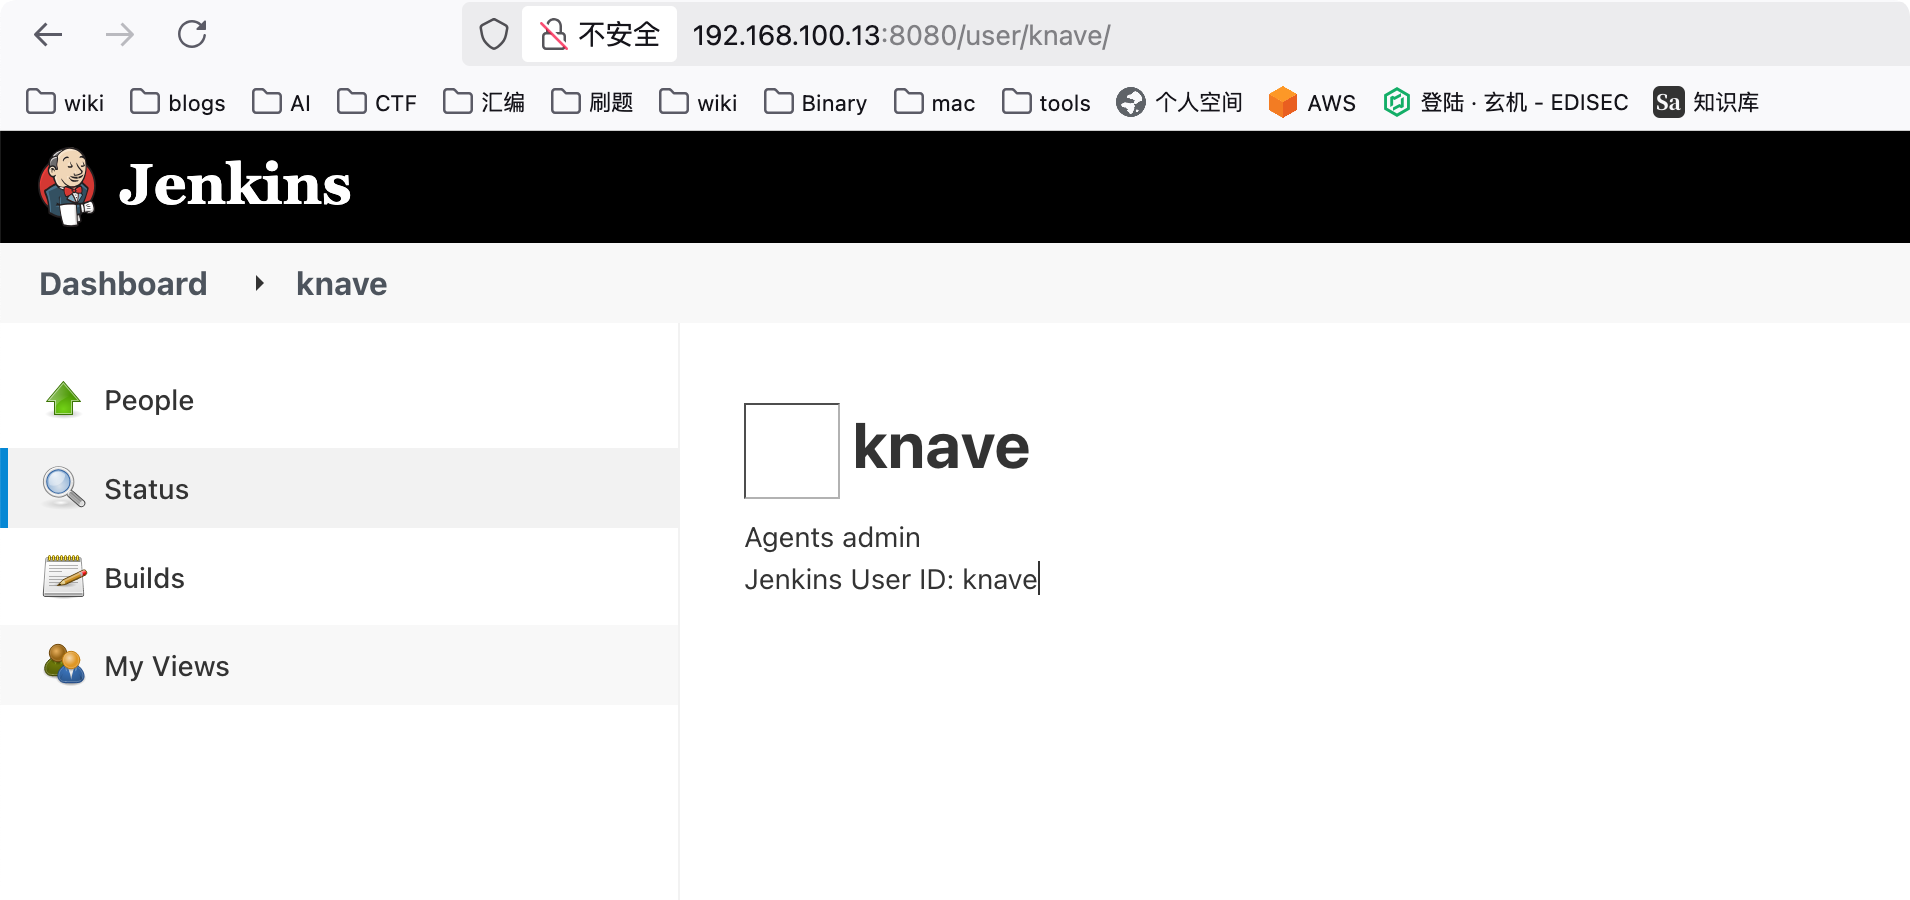 不安全 192.168.100.13:8080/user/knave/
wiki blogs AI CTF 汇编 刷题 wiki Binary mac tools 个人空间 AWS 登陆 · 玄机 - EDISEC Sa 知识库
Jenkins
Dashboard knave
People
Status
Builds
My Views
knave
Agents admin
Jenkins User ID: knave